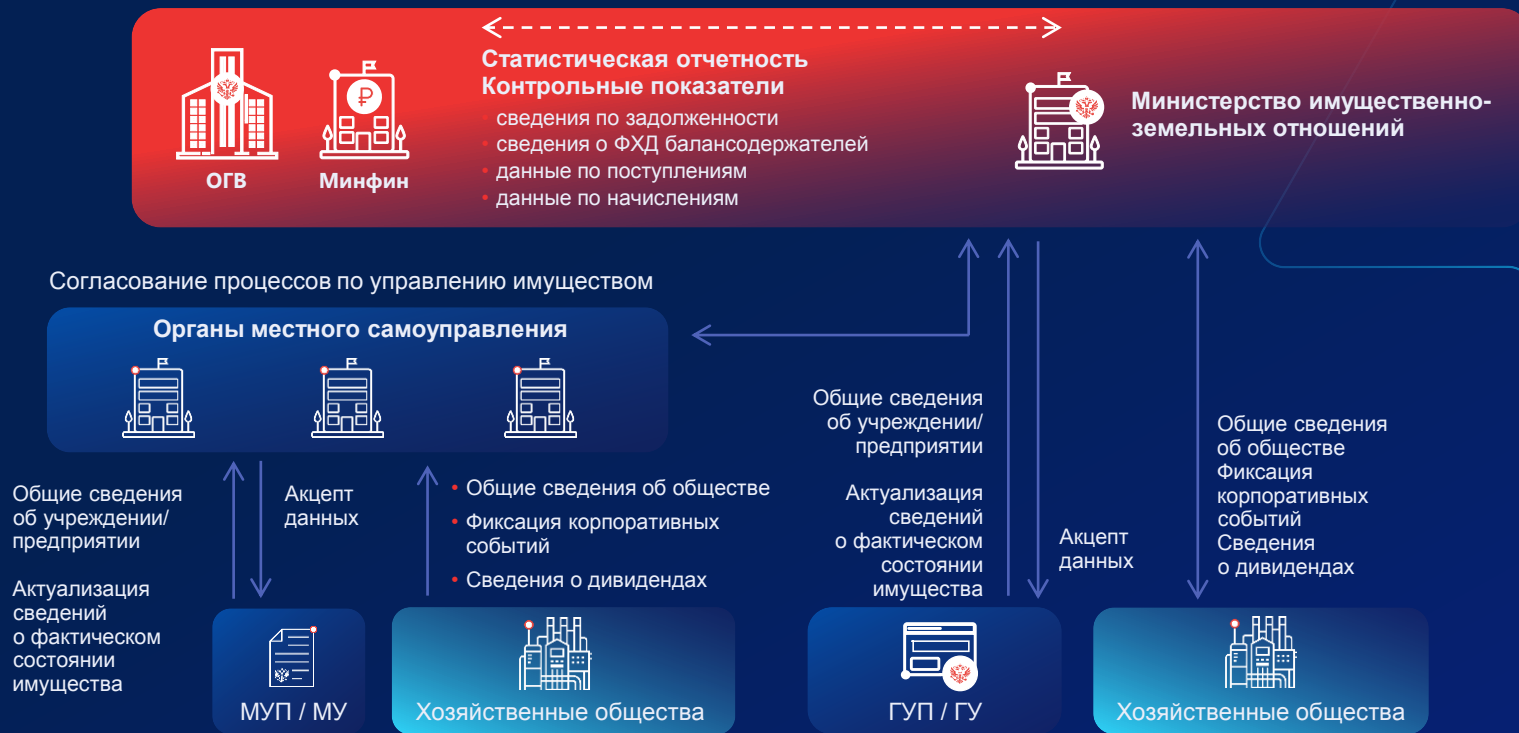 Статистическая отчетность
Контрольные показатели
• сведения по задолженности
• сведения о ФХД балансодержателей
• данные по поступлениям
• данные по начислениям
ОГВ
Минфин
Министерство имущественно-
земельных отношений
Согласование процессов по управлению имуществом
Органы местного самоуправления
Общие сведения
об учреждении/
предприятии
Актуализация
сведений
о фактическом
состоянии
имущества
Акцепт
данных
• Общие сведения об обществе
• Фиксация корпоративных
событий
• Сведения о дивидендах
Общие сведения
об учреждении/
предприятии
Актуализация
сведений
о фактическом
состоянии
имущества
Акцепт
данных
Общие сведения
об обществе
Фиксация
корпоративных
событий
Сведения
о дивидендах
МУП / МУ
Хозяйственные общества
ГУП / ГУ
Хозяйственные общества